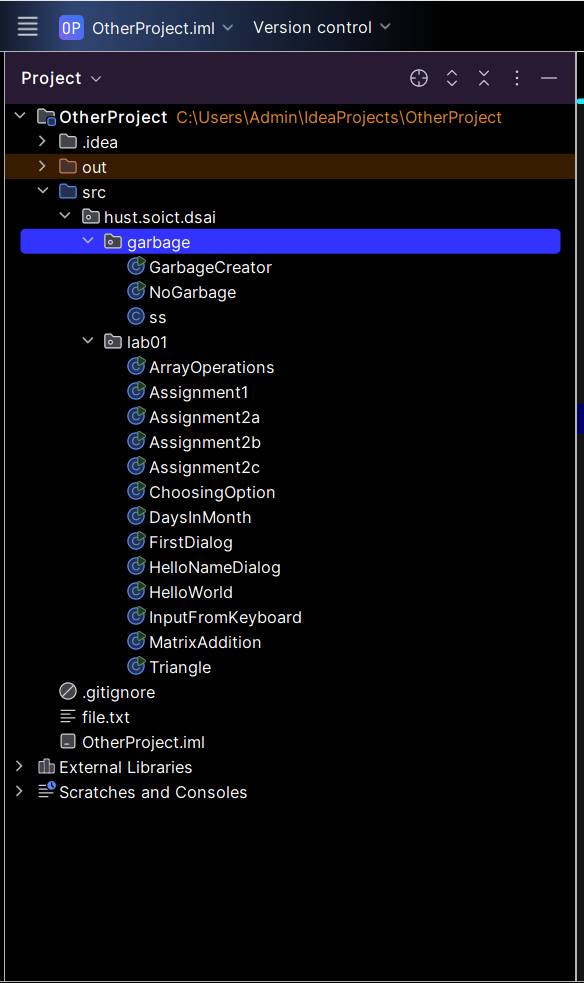 OP OtherProject.iml Version control
Project
OtherProject C:\Users\Admin\IdeaProjects\OtherProject
.idea
out
src
hust.soict.dsai
garbage
GarbageCreator
NoGarbage
ss
lab01
ArrayOperations
Assignment1
Assignment2a
Assignment2b
Assignment2c
ChoosingOption
DaysInMonth
FirstDialog
HelloNameDialog
HelloWorld
InputFromKeyboard
MatrixAddition
Triangle
.gitignore
file.txt
OtherProject.iml
External Libraries
Scratches and Consoles